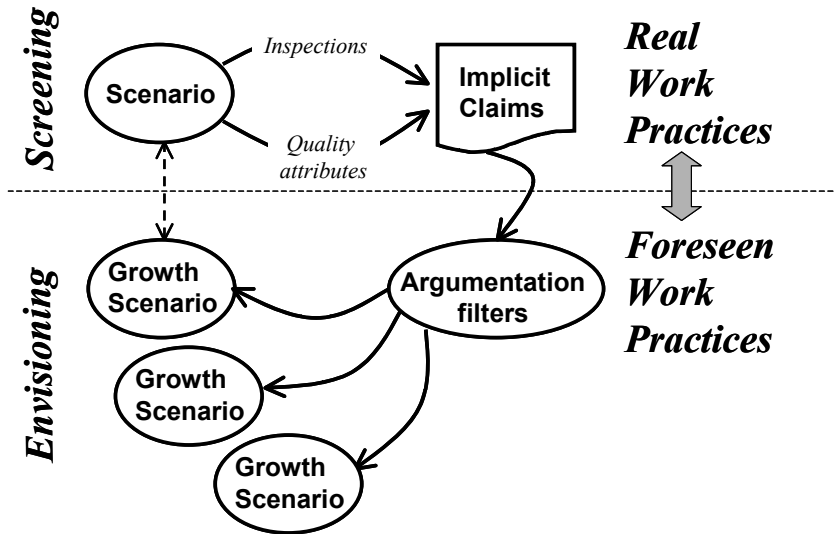 Screening
Scenario
Inspections
Quality
attributes
Implicit
Claims
Real
Work
Practices
Envisioning
Growth
Scenario
Growth
Scenario
Growth
Scenario
Argumentation
filters
Foreseen
Work
Practices